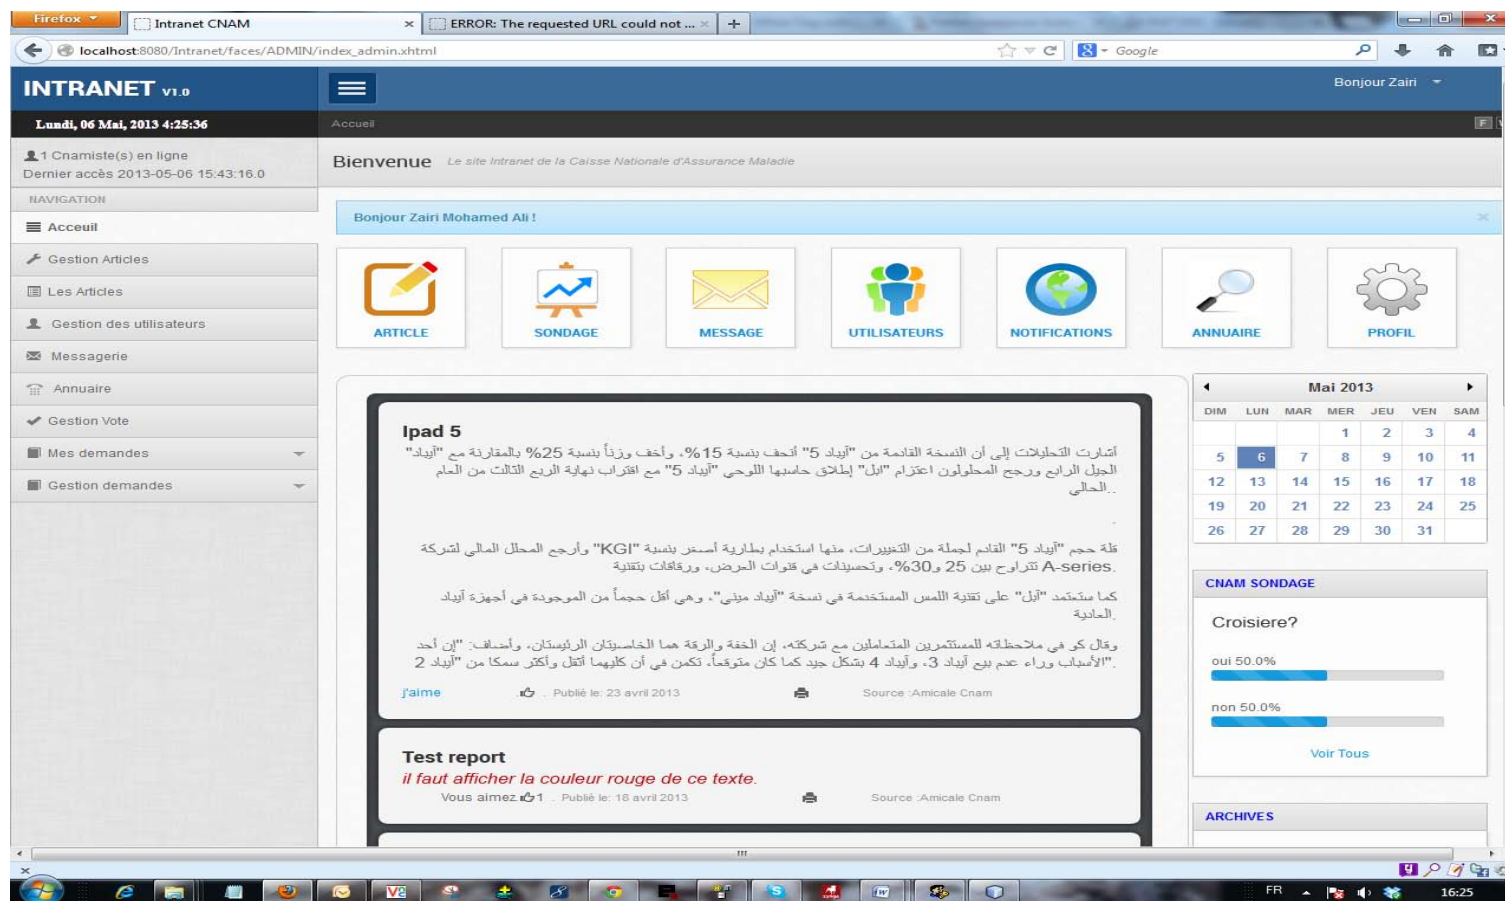 Firefox
Intranet CNAM
ERROR: The requested URL could not ...
localhost:8080/Intranet/faces/ADMIN/index_admin.xhtml
Google
INTRANET V1.0
Bonjour Zairi
Lundi, 06 Mai, 2013 4:25:36
Accueil
F
1 Cnamiste(s) en ligne
Dernier accès 2013-05-06 15:43:16.0
Bienvenue Le site Intranet de la Caisse Nationale d'Assurance Maladie
NAVIGATION
Acceuil
Gestion Articles
Les Articles
Gestion des utilisateurs
Messagerie
Annuaire
Gestion Vote
Mes demandes
Gestion demandes
Bonjour Zairi Mohamed Ali !
ARTICLE
SONDAGE
MESSAGE
UTILISATEURS
NOTIFICATIONS
ANNUAIRE
PROFIL
Ipad 5
أشارت التحليلات إلى أن النسخة القادمة من "آيباد 5" أنحف بنسبة 15%، وأخف وزناً بنسبة 25% بالمقارنة مع "آيباد"
الجيل الرابع ورجح المحلولون اعتزام "ابل" إطلاق حاسبها اللوحي "آيباد 5" مع اقتراب نهاية الربع الثالث من العام
..الحالي
.
قلة حجم "آيباد 5" القادم لجملة من التغييرات، منها استخدام بطارية أصغر بنسبة "KGI" وأرجع المحلل المالي لشركة
.A-series تتراوح بين 25 و30%، وتحسينات في قنوات العرض، ورقاقات بتقنية
كما ستعتمد "آبل" على تقنية اللمس المستخدمة في نسخة "آيباد ميني"، وهي أقل حجماً من الموجودة في أجهزة آيباد
.العادية
وقال كو في ملاحظاته للمستثمرين المتعاملين مع شركته، إن الخفة والرقة هما الخاصيتان الرئيستان، وأضاف: "إن أحد
."الأسباب وراء عدم بيع آيباد 3، وآيباد 4 بشكل جيد كما كان متوقعاً، تكمن في أن كليهما أثقل وأكثر سمكا من "آيباد 2
j'aime . Publié le: 23 avril 2013 Source :Amicale Cnam
Test report
il faut afficher la couleur rouge de ce texte.
Vous aimez 1 . Publié le: 18 avril 2013 Source :Amicale Cnam
Mai 2013
DIM LUN MAR MER JEU VEN SAM
1 2 3 4
5 6 7 8 9 10 11
12 13 14 15 16 17 18
19 20 21 22 23 24 25
26 27 28 29 30 31
CNAM SONDAGE
Croisiere?
oui 50.0%
non 50.0%
Voir Tous
ARCHIVES
FR
16:25